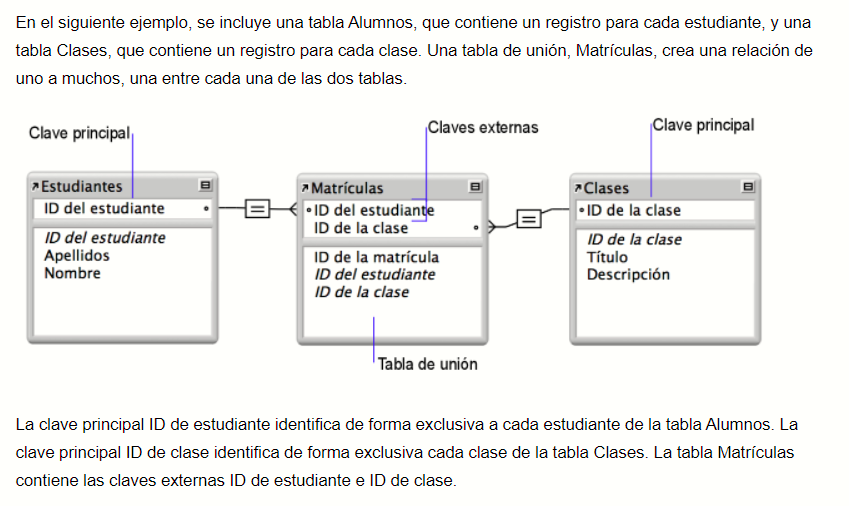 En el siguiente ejemplo, se incluye una tabla Alumnos, que contiene un registro para cada estudiante, y una
tabla Clases, que contiene un registro para cada clase. Una tabla de unión, Matrículas, crea una relación de
uno a muchos, una entre cada una de las dos tablas.
Clave principal
Claves externas
Clave principal
Estudiantes
ID del estudiante
ID del estudiante
Apellidos
Nombre
Matrículas
ID del estudiante
ID de la clase
ID de la matrícula
ID del estudiante
ID de la clase
Clases
ID de la clase
ID de la clase
Título
Descripción
Tabla de unión
La clave principal ID de estudiante identifica de forma exclusiva a cada estudiante de la tabla Alumnos. La
clave principal ID de clase identifica de forma exclusiva cada clase de la tabla Clases. La tabla Matrículas
contiene las claves externas ID de estudiante e ID de clase.